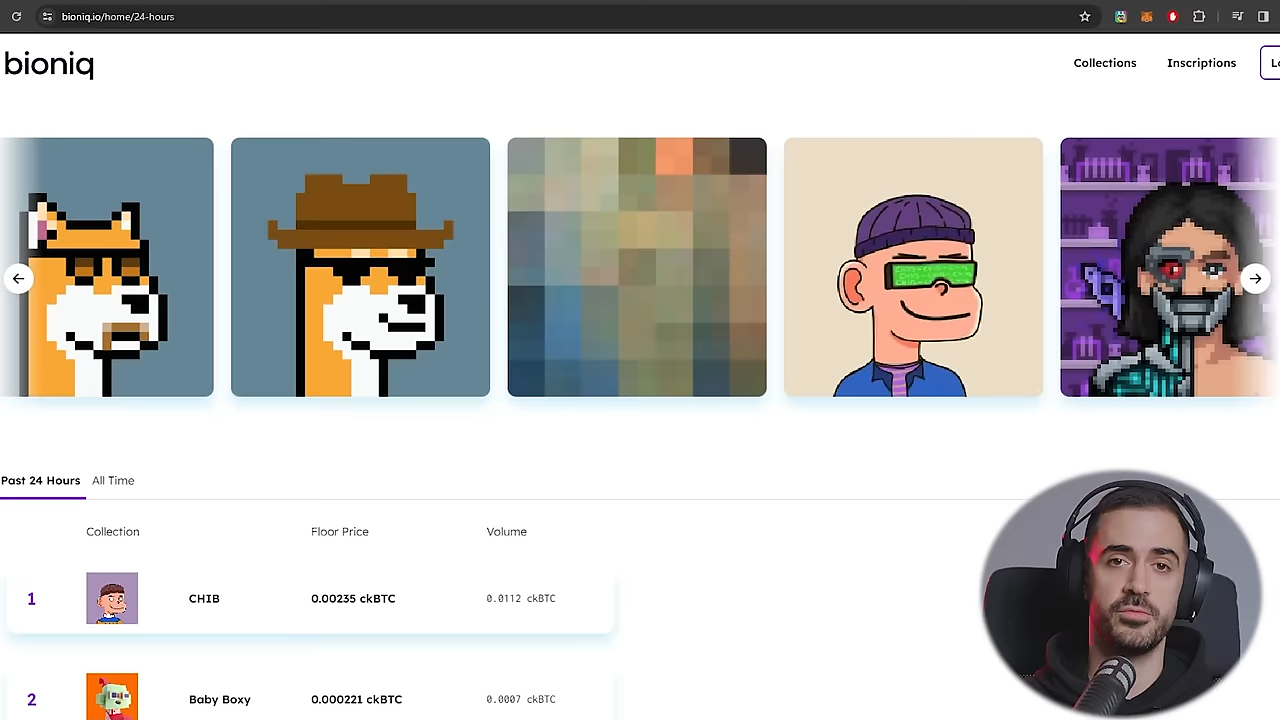 bioniq.io/home/24-hours
bioniq
Collections
Inscriptions
Past 24 Hours
All Time
Collection
Floor Price
Volume
1
CHIB
0.00235 ckBTC
0.0112 ckBTC
2
Baby Boxy
0.000221 ckBTC
0.0007 ckBTC